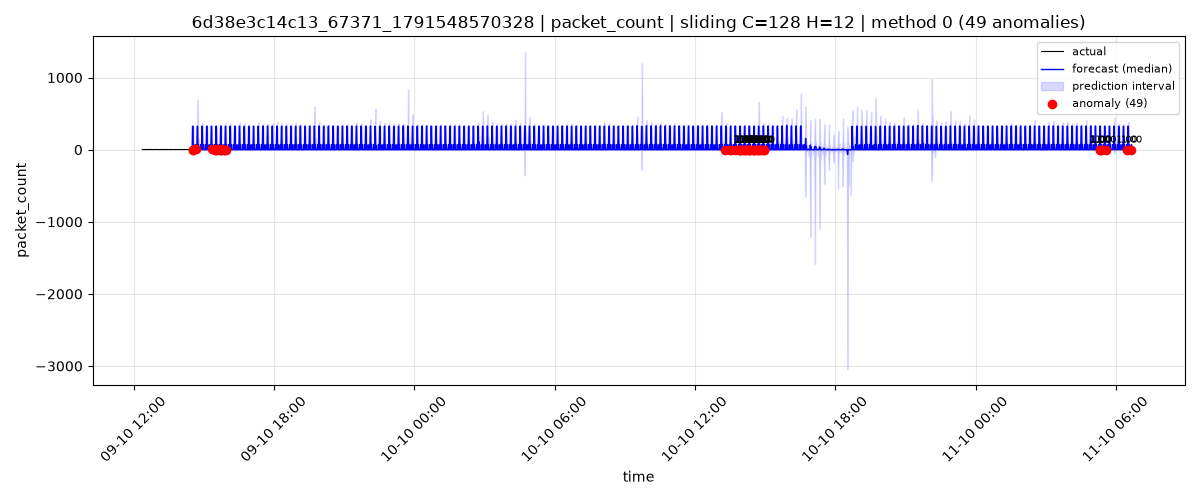 6d38e3c14c13_67371_1791548570328 | packet_count | sliding C=128 H=12 | method 0 (49 anomalies)
actual
forecast (median)
prediction interval
anomaly (49)
packet_count
1000
0
−1000
−2000
−3000
09-10 12:00
09-10 18:00
10-10 00:00
10-10 06:00
10-10 12:00
10-10 18:00
11-10 00:00
11-10 06:00
time